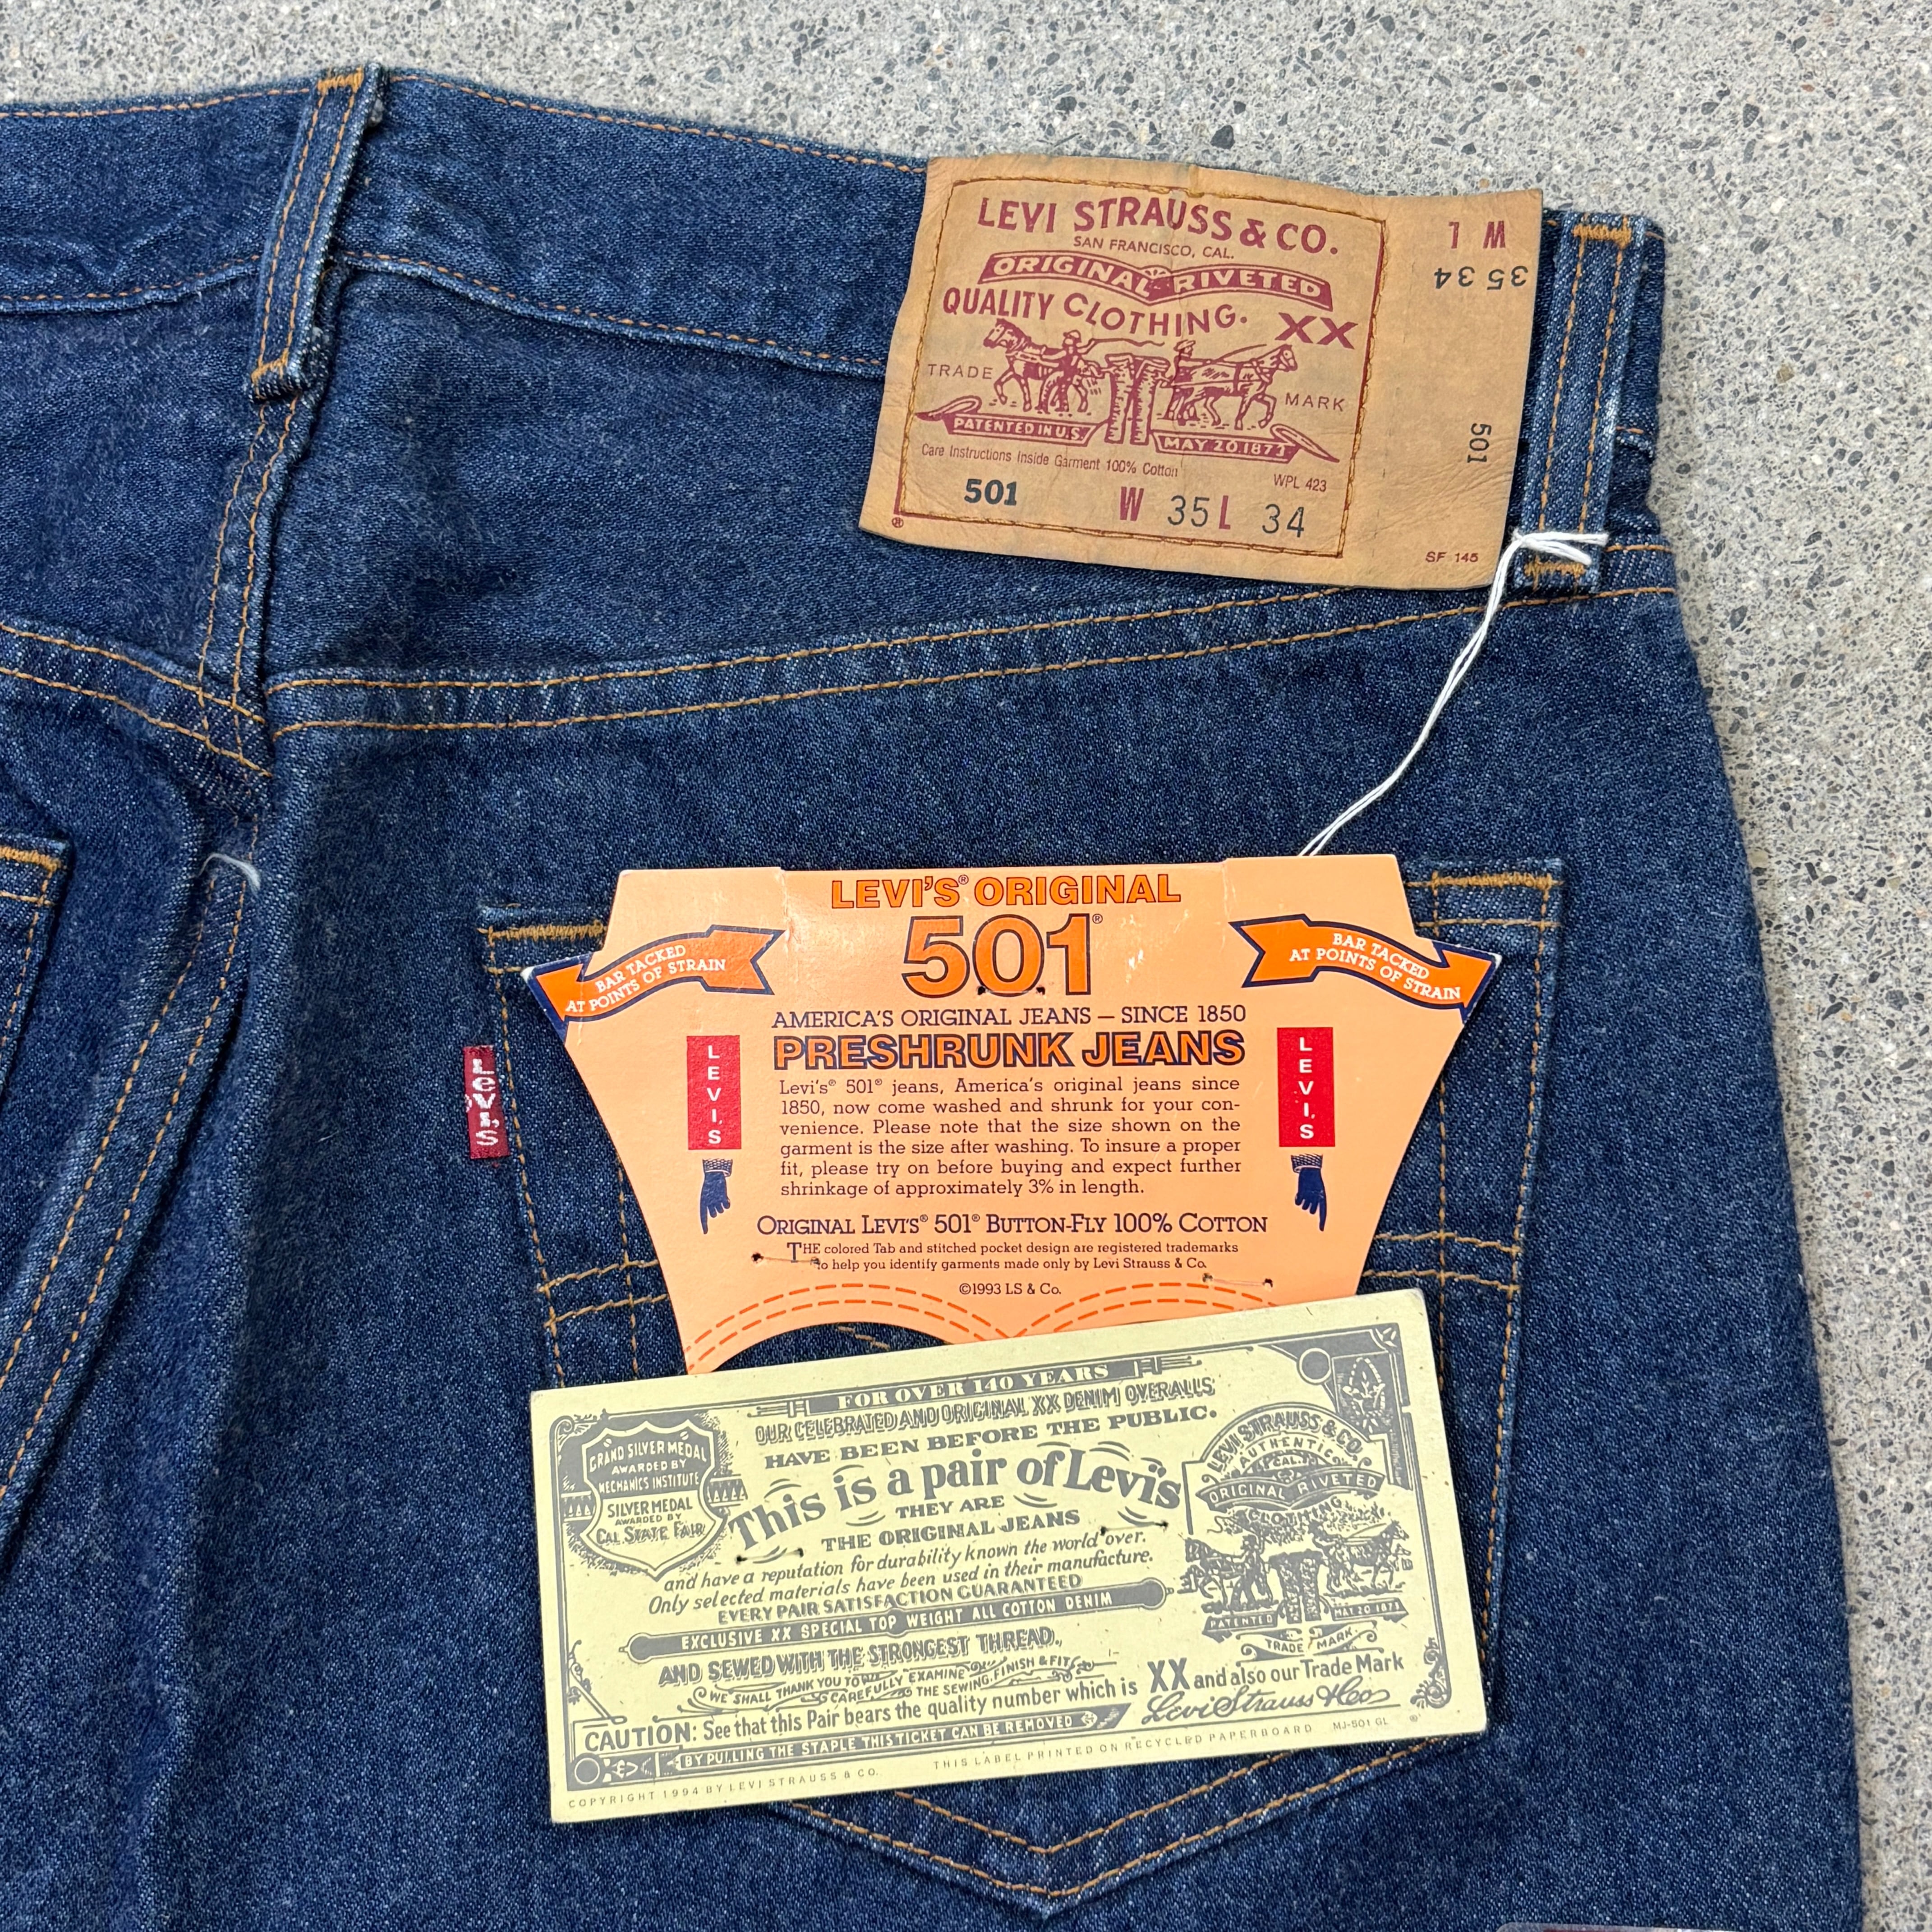 LEVI STRAUSS & CO.
SAN FRANCISCO, CAL.
ORIGINAL RIVETED
QUALITY CLOTHING. XX
TRADE MARK
PATENTED IN U.S. MAY 20 1873
Care Instructions Inside Garment 100% Cotton
WPL 423
501 W 35 L 34
®
W L
35 34
501
SF 145
LEVI'S
LEVI'S® ORIGINAL
501®
BAR TACKED
AT POINTS OF STRAIN
BAR TACKED
AT POINTS OF STRAIN
AMERICA'S ORIGINAL JEANS — SINCE 1850
PRESHRUNK JEANS
LEVI'S
LEVI'S
Levi's® 501® jeans, America's original jeans since
1850, now come washed and shrunk for your con-
venience. Please note that the size shown on the
garment is the size after washing. To insure a proper
fit, please try on before buying and expect further
shrinkage of approximately 3% in length.
ORIGINAL LEVI'S® 501® BUTTON-FLY 100% COTTON
THE colored Tab and stitched pocket design are registered trademarks
to help you identify garments made only by Levi Strauss & Co.
©1993 LS & Co.
FOR OVER 140 YEARS
OUR CELEBRATED AND ORIGINAL XX DENIM OVERALLS
HAVE BEEN BEFORE THE PUBLIC.
This is a pair of Levi's
THEY ARE
THE ORIGINAL JEANS
and have a reputation for durability known the world over.
Only selected materials have been used in their manufacture.
EVERY PAIR SATISFACTION GUARANTEED
EXCLUSIVE XX SPECIAL TOP WEIGHT ALL COTTON DENIM
AND SEWED WITH THE STRONGEST THREAD.
WE SHALL THANK YOU TO CAREFULLY EXAMINE THE SEWING, FINISH & FIT
CAUTION: See that this Pair bears the quality number which is XX and also our Trade Mark
Levi Strauss & Co
BY PULLING THE STAPLE THIS TICKET CAN BE REMOVED
COPYRIGHT 1994 BY LEVI STRAUSS & CO. THIS LABEL PRINTED ON RECYCLED PAPERBOARD MJ-501 GL ®
GRAND SILVER MEDAL
AWARDED BY
MECHANICS INSTITUTE
SILVER MEDAL
AWARDED BY
CAL STATE FAIR
LEVI STRAUSS & CO.
AUTHENTIC
CAL.
ORIGINAL RIVETED
CLOTHING
PATENTED MAY 20 1873
TRADE MARK